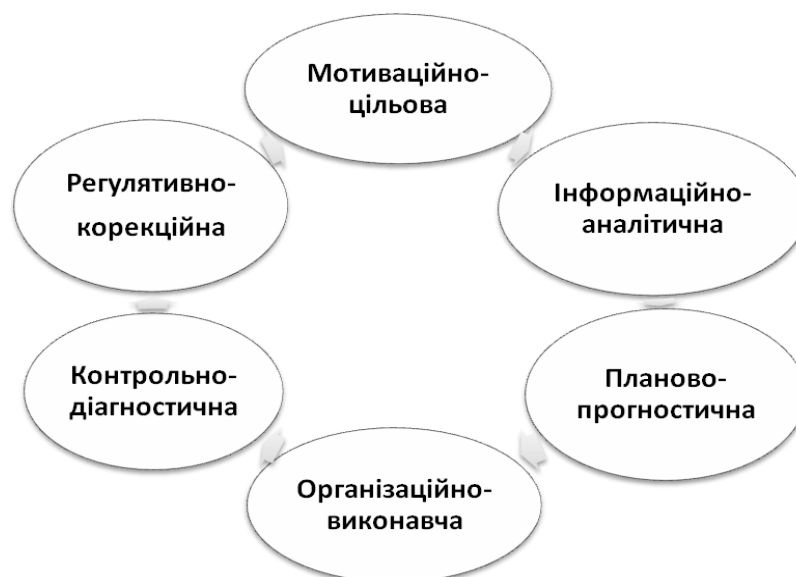 Мотиваційно-
цільова
Інформаційно-
аналітична
Планово-
прогностична
Організаційно-
виконавча
Контрольно-
діагностична
Регулятивно-
корекційна